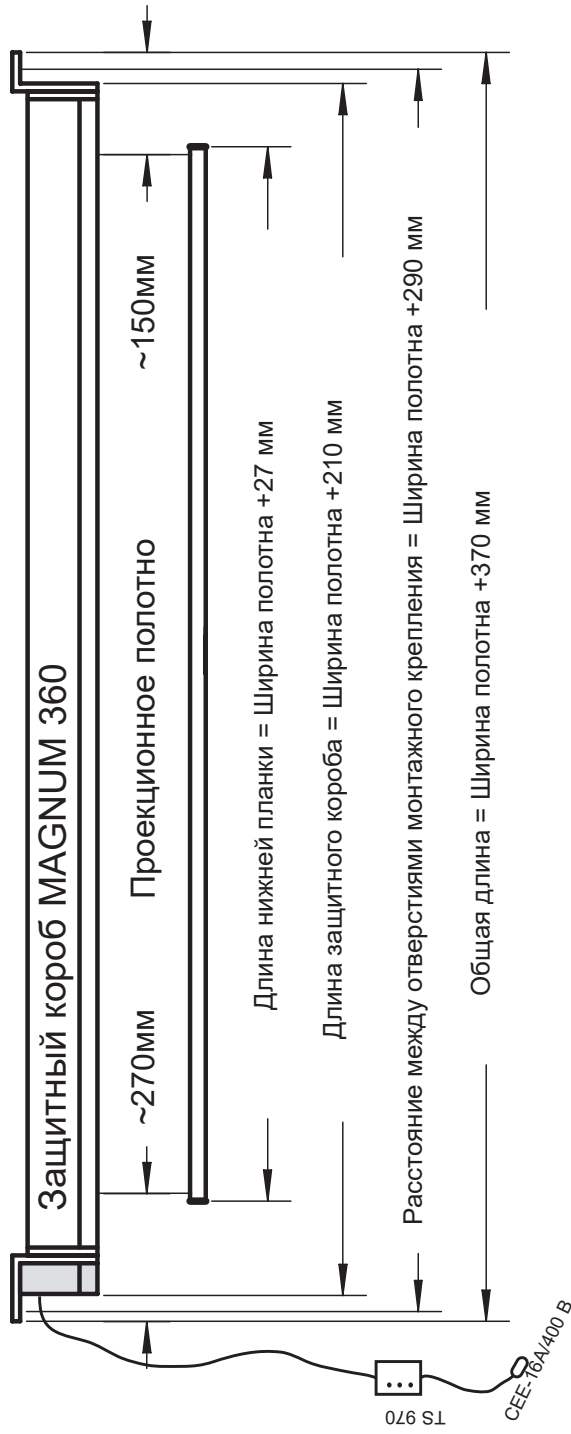 Защитный короб MAGNUM 360
~270мм
Проекционное полотно
~150мм
Длина нижней планки = Ширина полотна +27 мм
Длина защитного короба = Ширина полотна +210 мм
Расстояние между отверстиями монтажного крепления = Ширина полотна +290 мм
Общая длина = Ширина полотна +370 мм
TS 970
CEE-16A/400 В